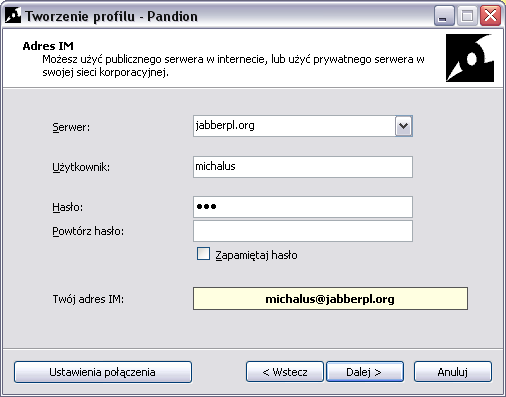 Tworzenie profilu - Pandion
Adres IM
Możesz użyć publicznego serwera w internecie, lub użyć prywatnego serwera w
swojej sieci korporacyjnej.
Serwer: jabberpl.org
Użytkownik: michalus
Hasło: ●●●
Powtórz hasło:
Zapamiętaj hasło
Twój adres IM: michalus@jabberpl.org
Ustawienia połączenia < Wstecz Dalej > Anuluj